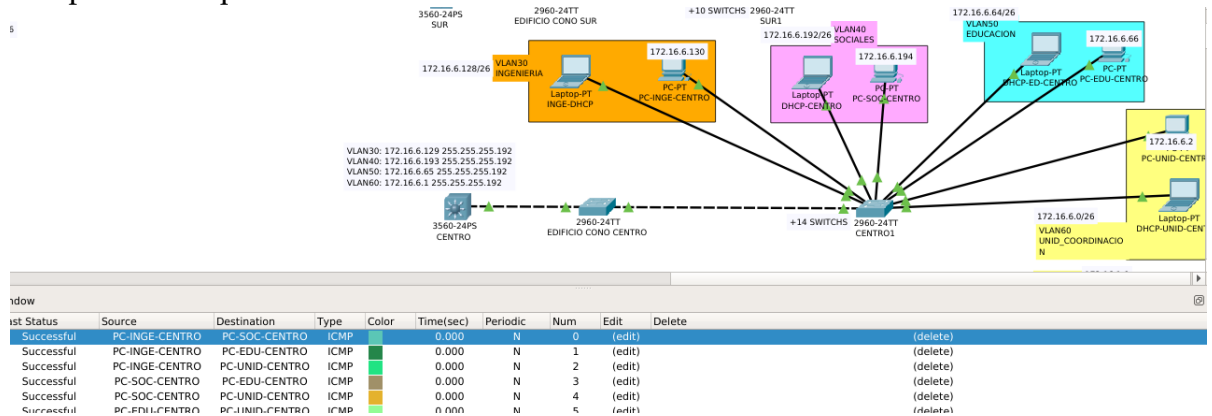 3560-24PS
SUR
2960-24TT
EDIFICIO CONO SUR
+10 SWITCHS
2960-24TT
SUR1
172.16.6.128/26
VLAN30
INGENIERIA
172.16.6.130
Laptop-PT
INGE-DHCP
PC-PT
PC-INGE-CENTRO
172.16.6.192/26
VLAN40
SOCIALES
172.16.6.194
Laptop-PT
DHCP-CENTRO
PC-PT
PC-SOC-CENTRO
172.16.6.64/26
VLAN50
EDUCACION
172.16.6.66
Laptop-PT
DHCP-ED-CENTRO
PC-PT
PC-EDU-CENTRO
172.16.6.2
PC-UNID-CENTR
Laptop-PT
DHCP-UNID-CEN
172.16.6.0/26
VLAN60
UNID_COORDINACIO
N
VLAN30: 172.16.6.129 255.255.255.192
VLAN40: 172.16.6.193 255.255.255.192
VLAN50: 172.16.6.65 255.255.255.192
VLAN60: 172.16.6.1 255.255.255.192
3560-24PS
CENTRO
2960-24TT
EDIFICIO CONO CENTRO
+14 SWITCHS
2960-24TT
CENTRO1
ndow
ast Status Source Destination Type Color Time(sec) Periodic Num Edit Delete
Successful PC-INGE-CENTRO PC-SOC-CENTRO ICMP 0.000 N 0 (edit) (delete)
Successful PC-INGE-CENTRO PC-EDU-CENTRO ICMP 0.000 N 1 (edit) (delete)
Successful PC-INGE-CENTRO PC-UNID-CENTRO ICMP 0.000 N 2 (edit) (delete)
Successful PC-SOC-CENTRO PC-EDU-CENTRO ICMP 0.000 N 3 (edit) (delete)
Successful PC-SOC-CENTRO PC-UNID-CENTRO ICMP 0.000 N 4 (edit) (delete)
Successful PC-EDU-CENTRO PC-UNID-CENTRO ICMP 0.000 N 5 (edit) (delete)